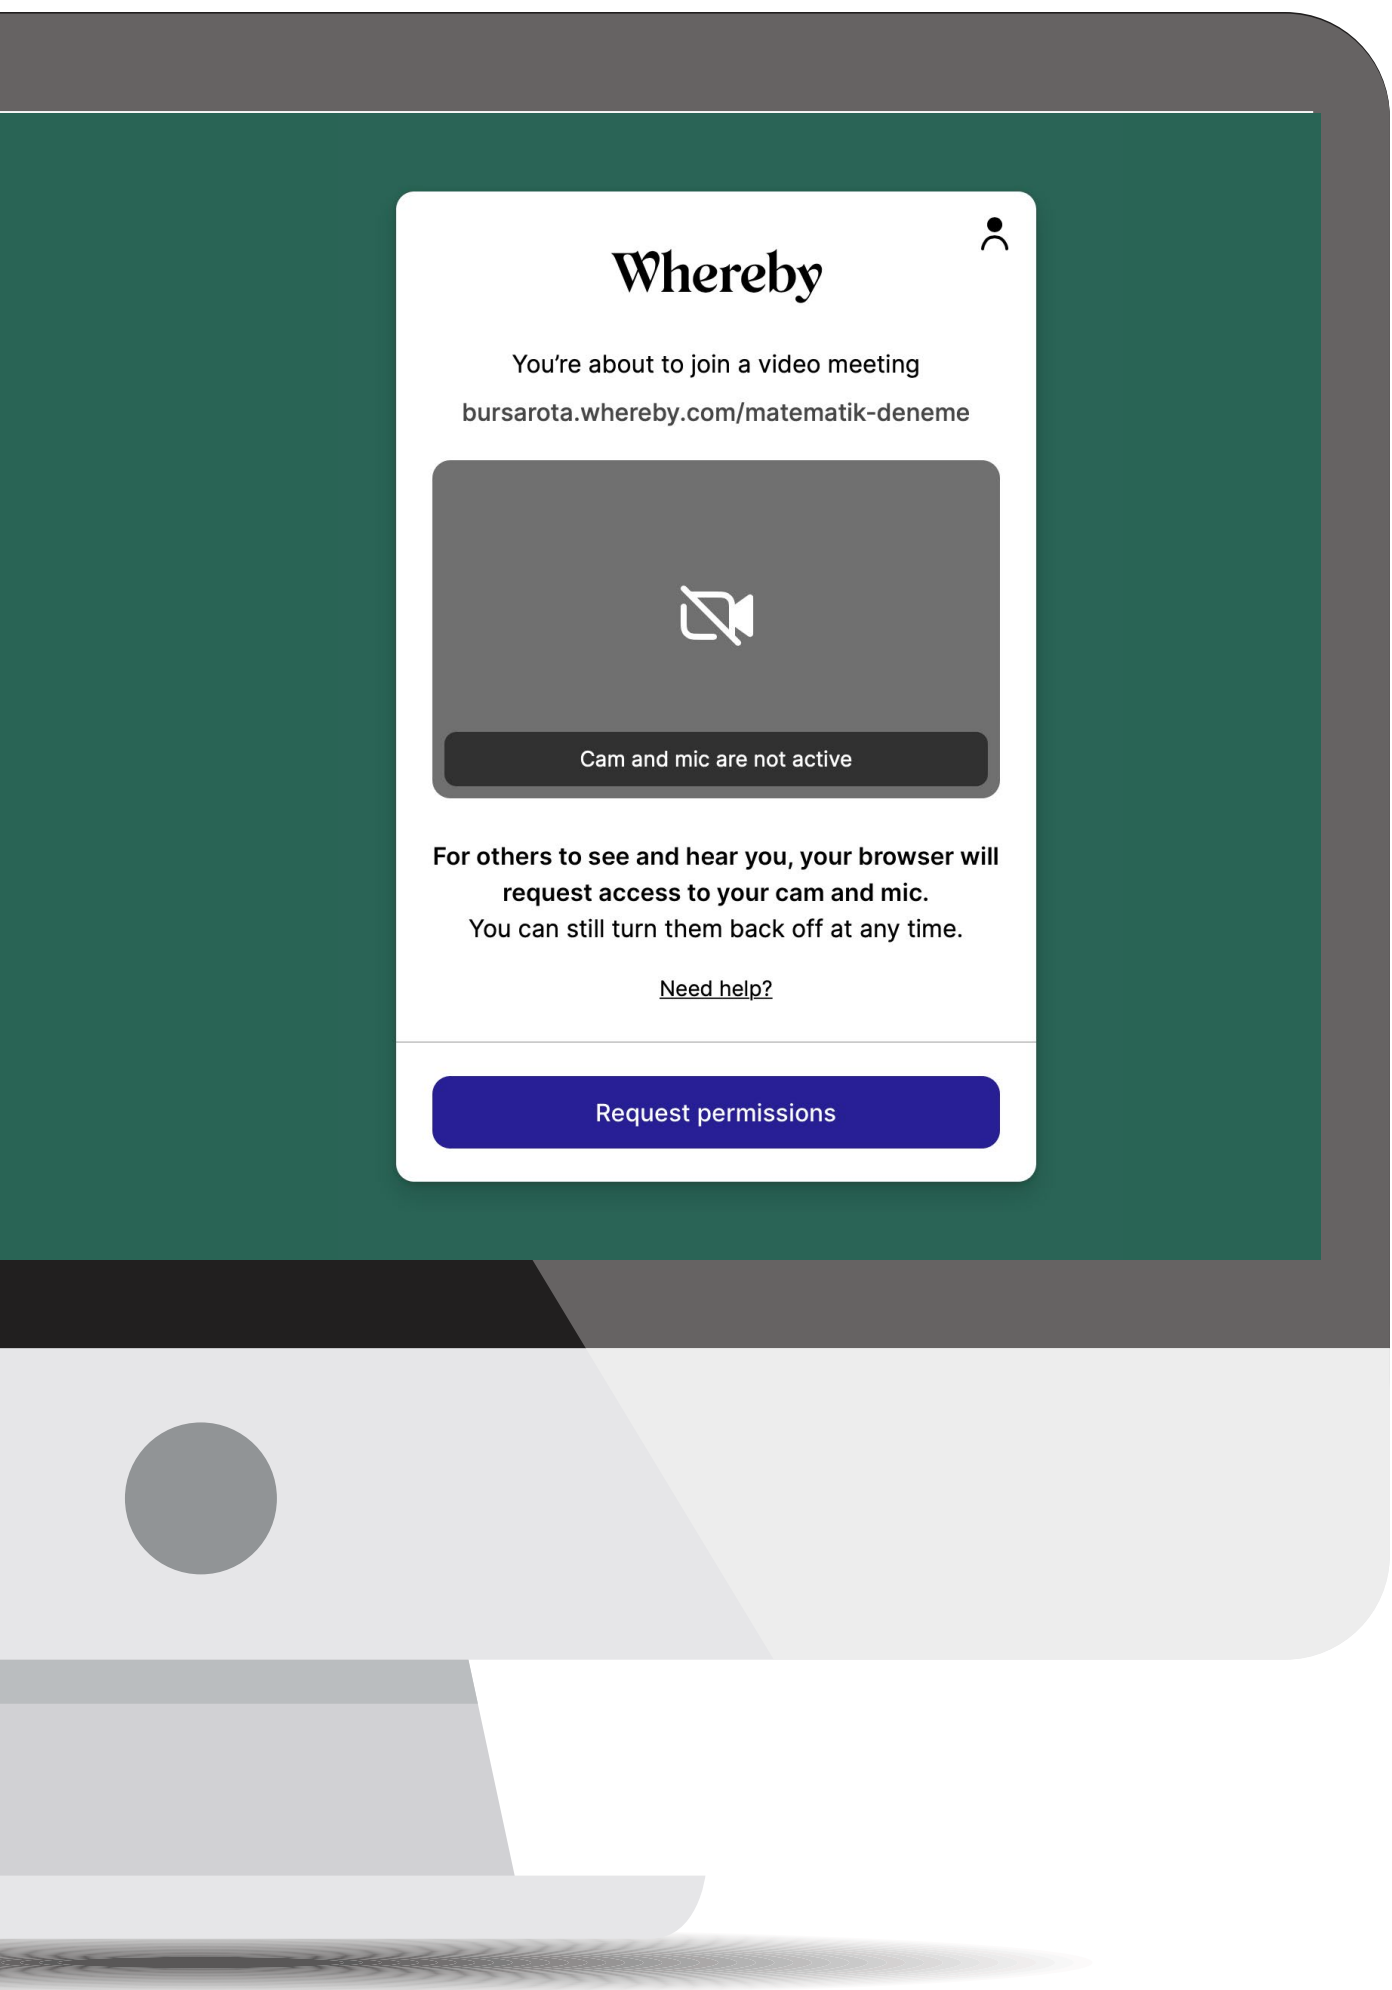 Whereby
You’re about to join a video meeting
bursarota.whereby.com/matematik-deneme
Cam and mic are not active
For others to see and hear you, your browser will
request access to your cam and mic.
You can still turn them back off at any time.
Need help?
Request permissions